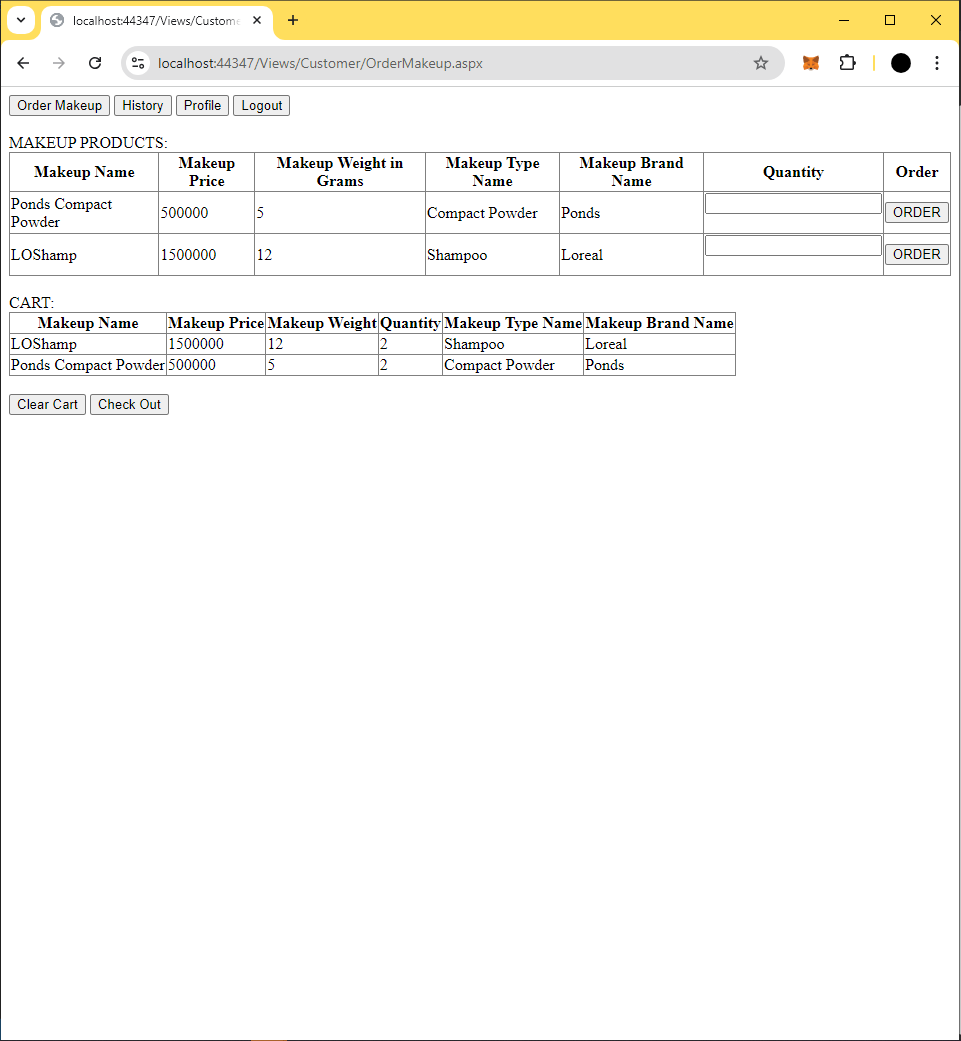 localhost:44347/Views/Custome
localhost:44347/Views/Customer/OrderMakeup.aspx
Order Makeup History Profile Logout
MAKEUP PRODUCTS:
Makeup Name Makeup Price Makeup Weight in Grams Makeup Type Name Makeup Brand Name Quantity Order
Ponds Compact Powder 500000 5 Compact Powder Ponds ORDER
LOShamp 1500000 12 Shampoo Loreal ORDER
CART:
Makeup Name Makeup Price Makeup Weight Quantity Makeup Type Name Makeup Brand Name
LOShamp 1500000 12 2 Shampoo Loreal
Ponds Compact Powder 500000 5 2 Compact Powder Ponds
Clear Cart Check Out